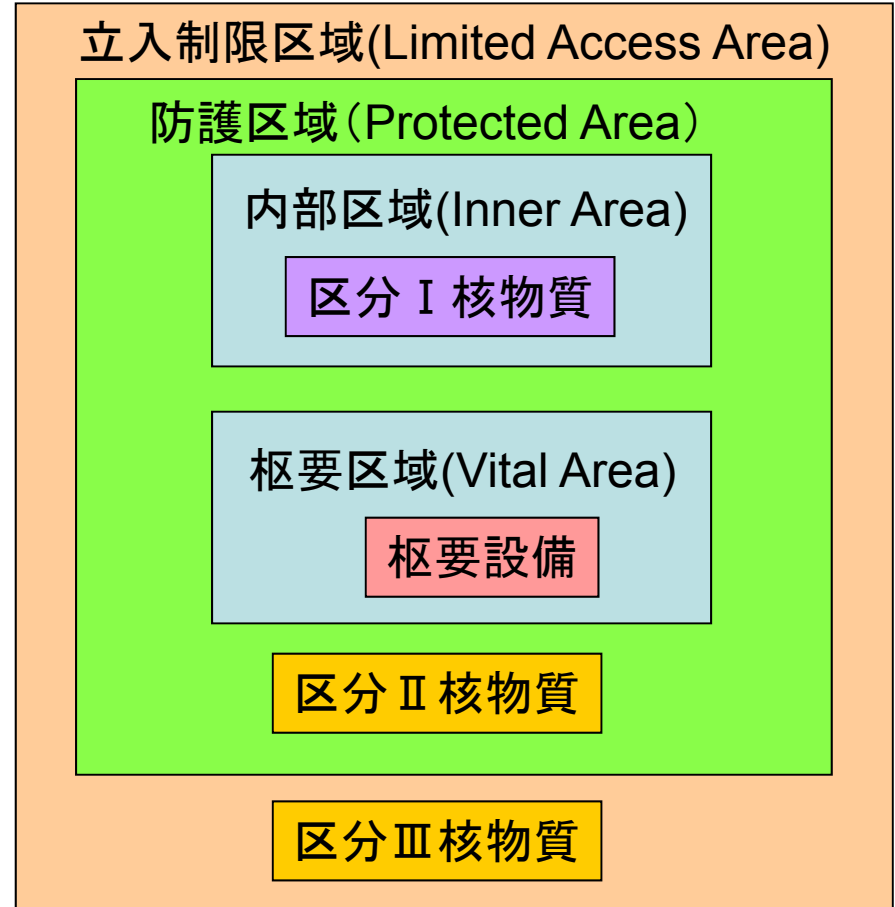 立入制限区域(Limited Access Area)
防護区域（Protected Area）
内部区域(Inner Area)
区分Ⅰ核物質
枢要区域(Vital Area)
枢要設備
区分Ⅱ核物質
区分Ⅲ核物質